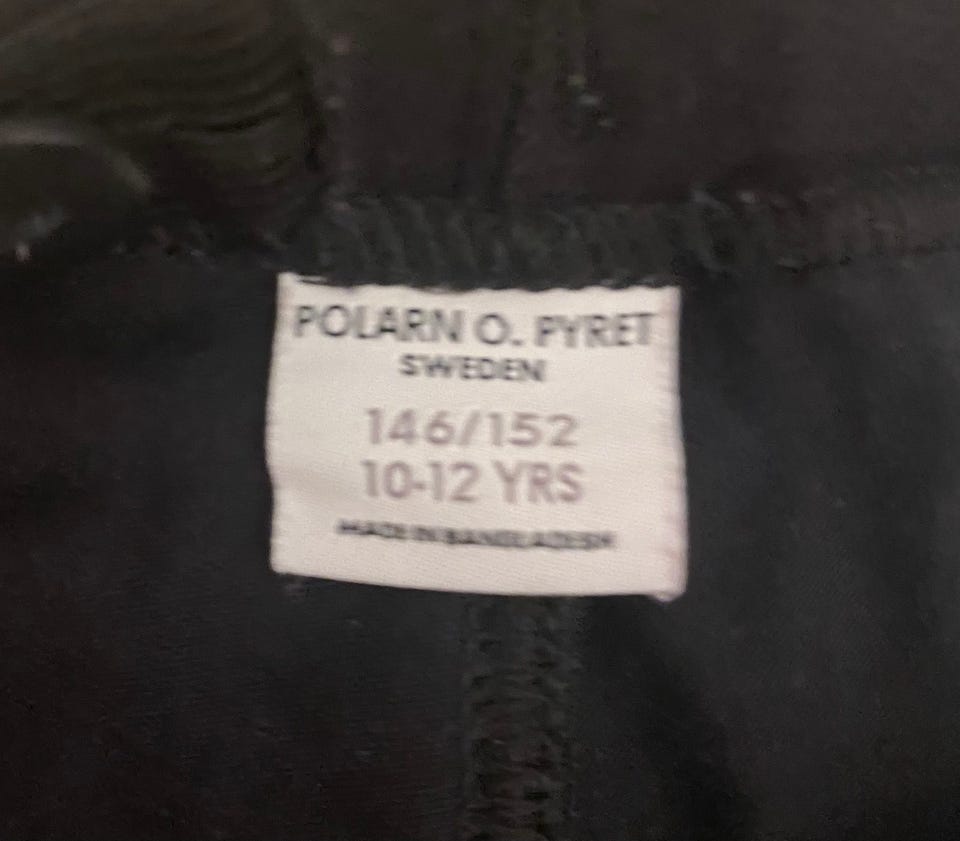 POLARN O. PYRET
SWEDEN
146/152
10-12 YRS
MADE IN BANGLADESH